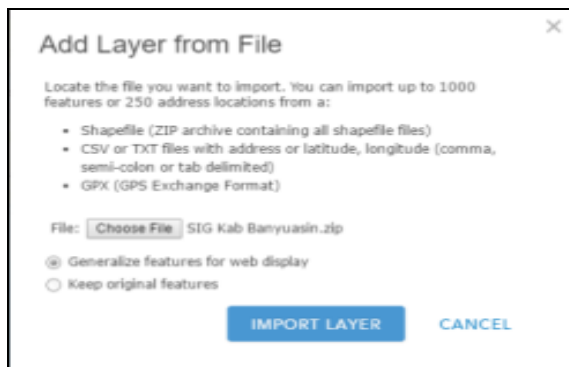 Add Layer from File
Locate the file you want to import. You can import up to 1000
features or 250 address locations from a:
• Shapefile (ZIP archive containing all shapefile files)
• CSV or TXT files with address or latitude, longitude (comma,
semi-colon or tab delimited)
• GPX (GPS Exchange Format)
File: Choose File SIG Kab Banyuasin.zip
Generalize features for web display
Keep original features
IMPORT LAYER CANCEL